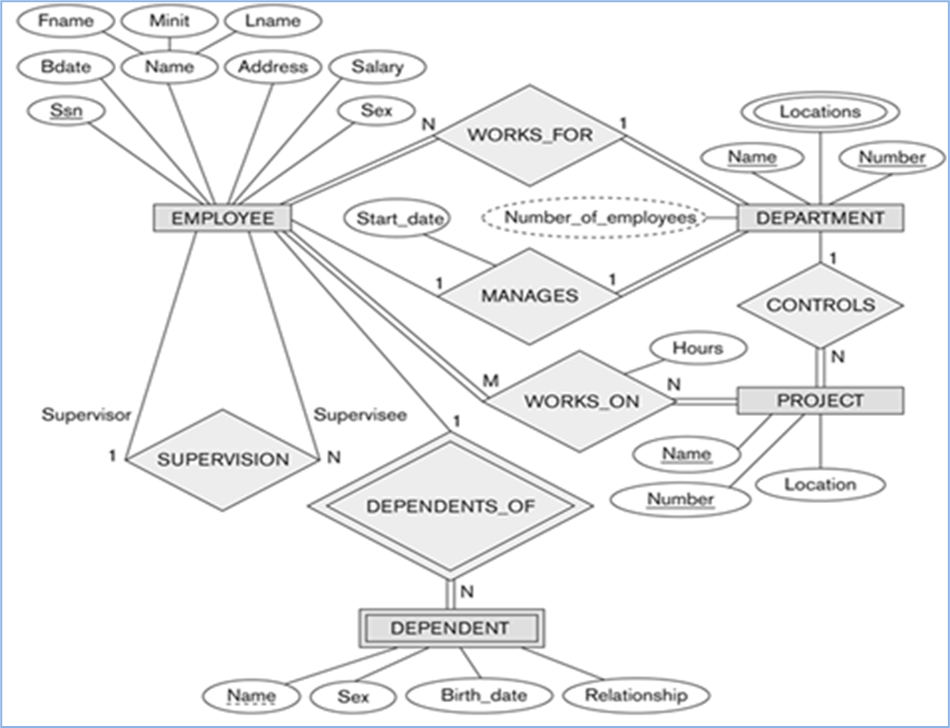 Fname Minit Lname
Bdate Name Address Salary
Ssn Sex
N WORKS_FOR 1
Locations
Name Number
EMPLOYEE Start_date Number_of_employees DEPARTMENT
1 MANAGES 1
1
CONTROLS
N
Hours
M WORKS_ON N PROJECT
Supervisor Supervisee
1 SUPERVISION N
1
Name
Number Location
DEPENDENTS_OF
N
DEPENDENT
Name Sex Birth_date Relationship